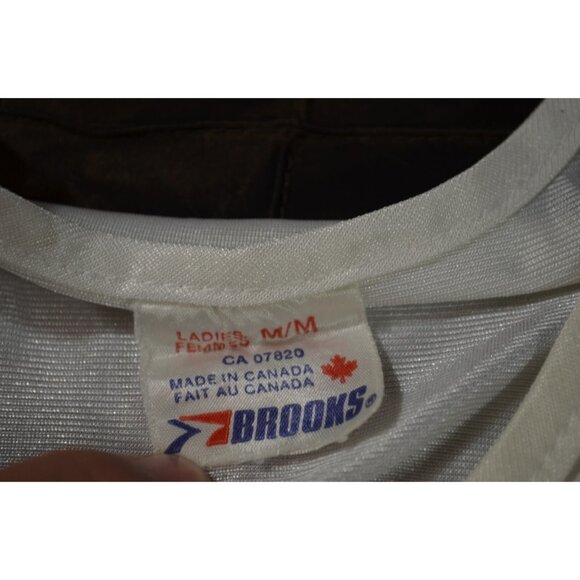 LADIES M/M
FEMMES
CA 07820
MADE IN CANADA
FAIT AU CANADA
BROOKS®